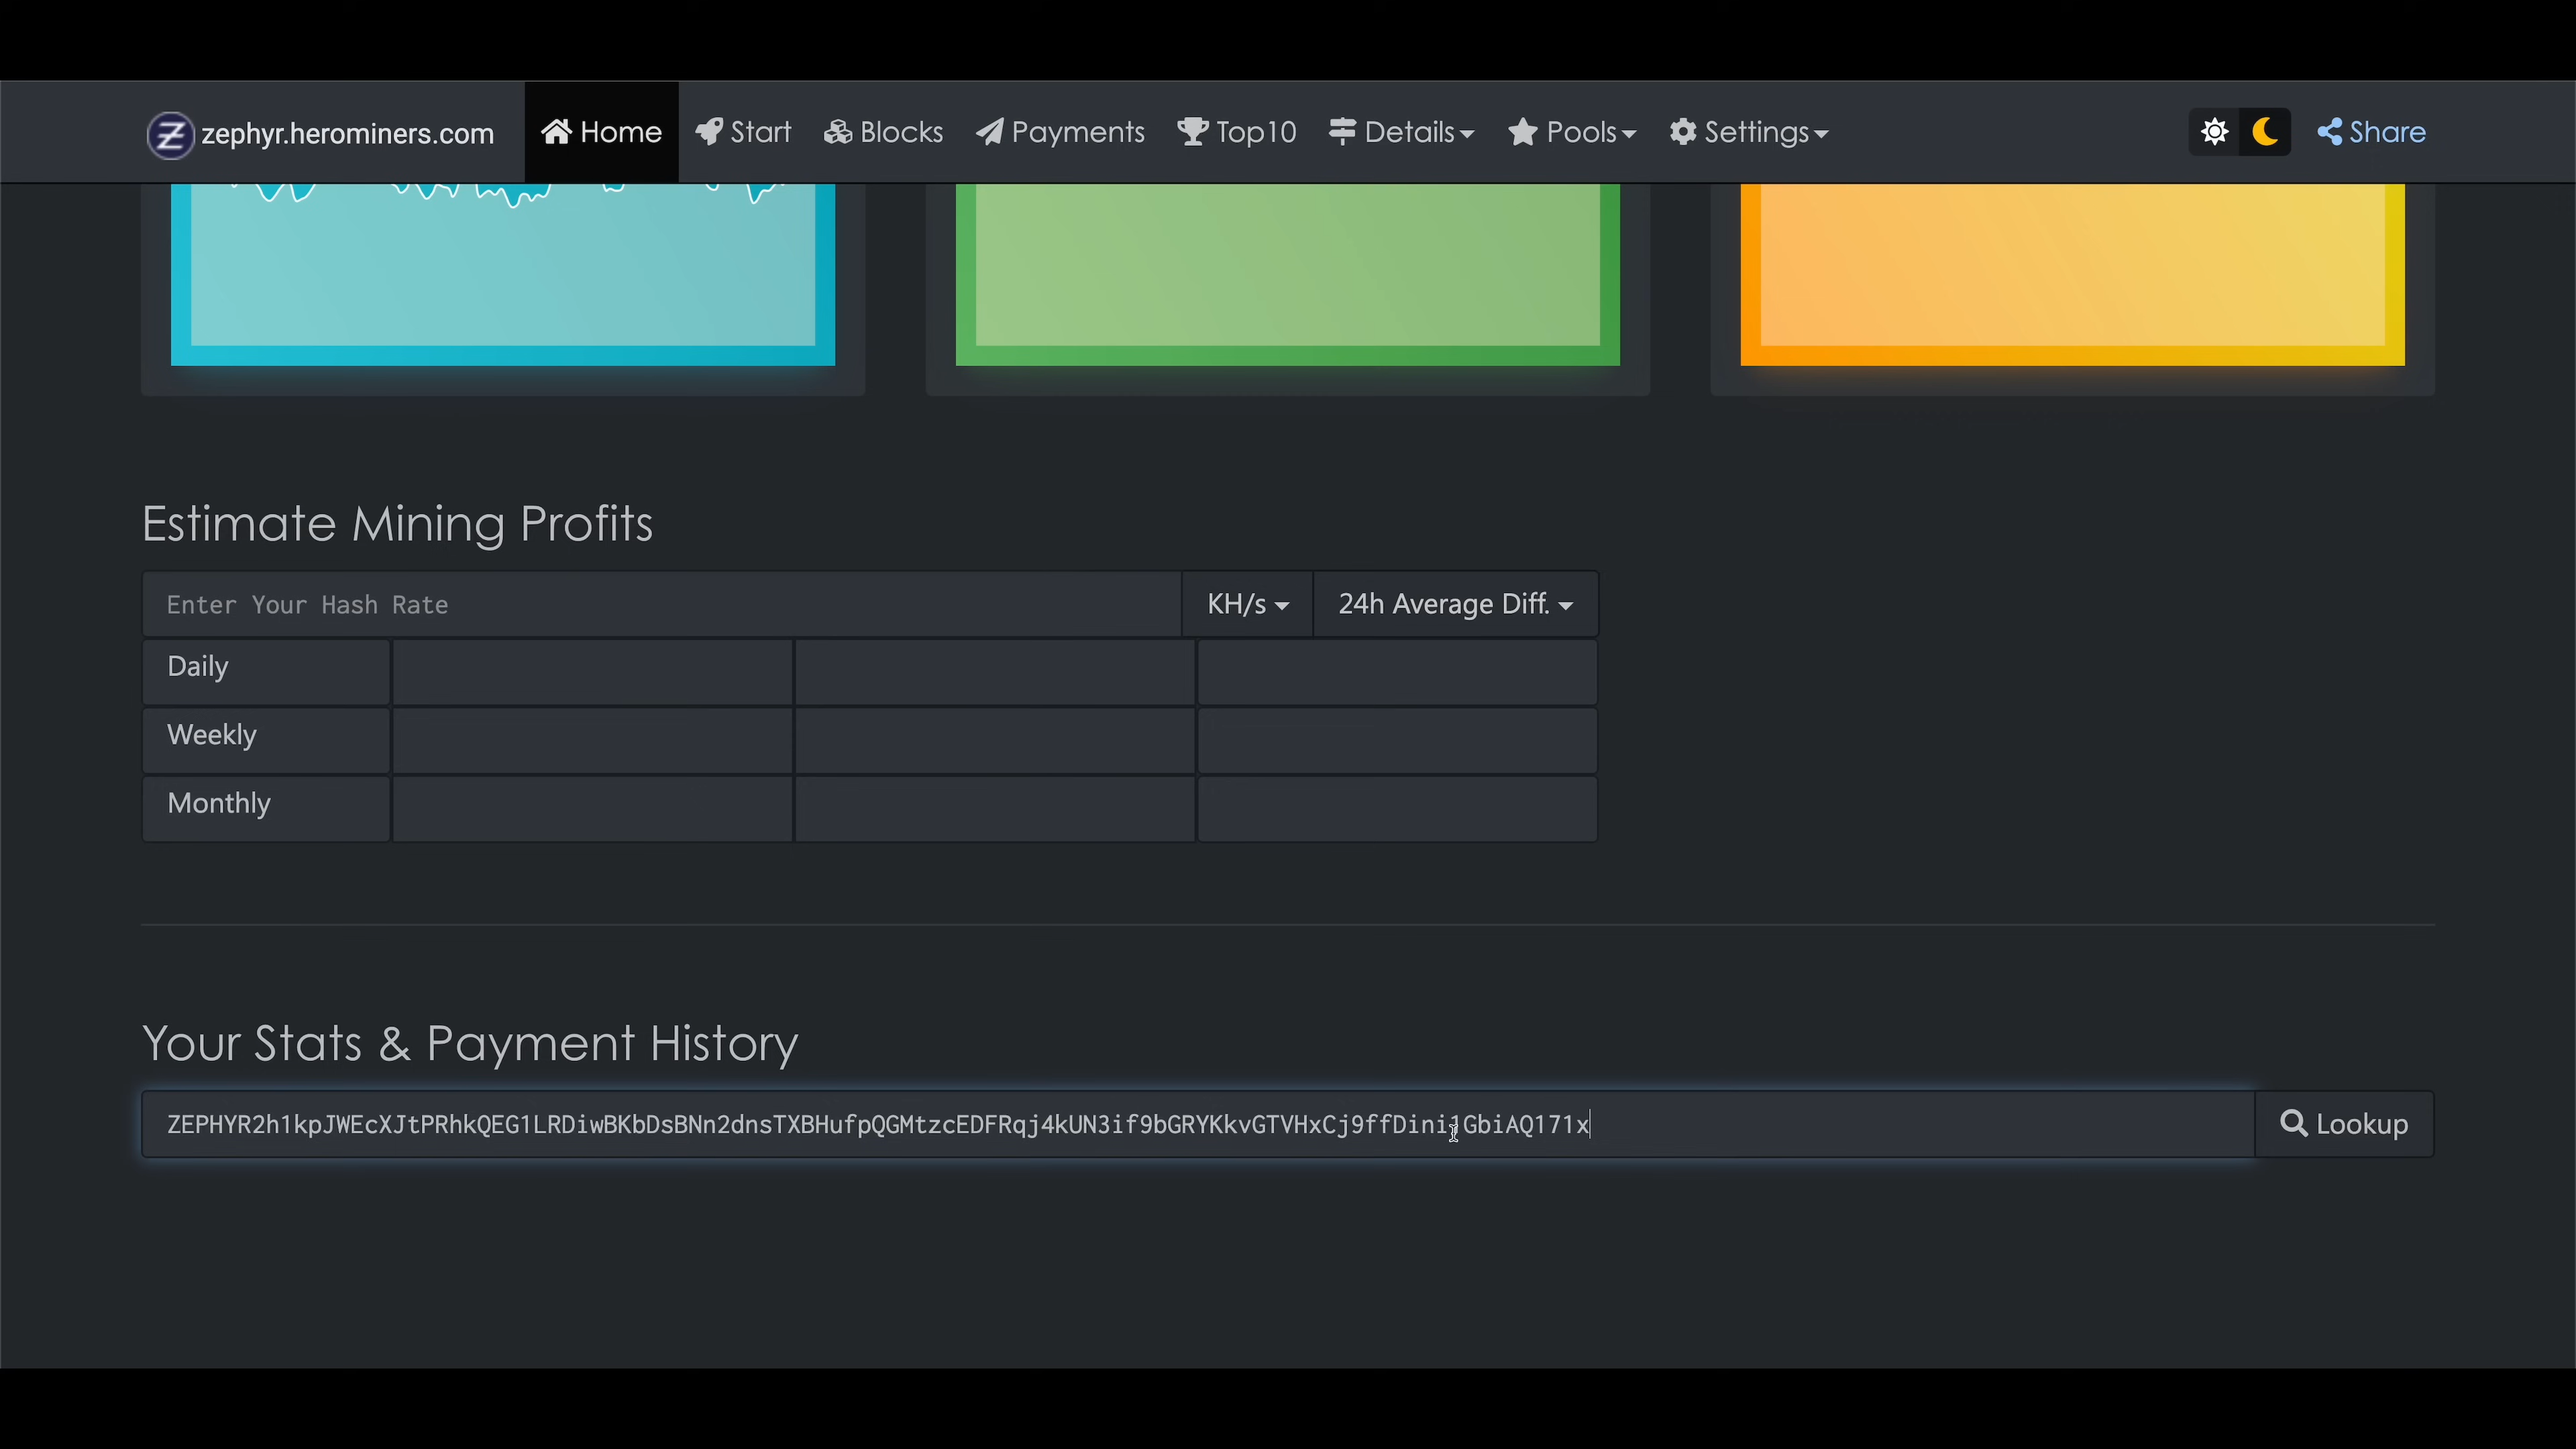 zephyr.herominers.com Home Start Blocks Payments Top10 Details Pools Settings Share
Estimate Mining Profits
Enter Your Hash Rate KH/s 24h Average Diff.
Daily
Weekly
Monthly
Your Stats & Payment History
ZEPHYR2h1kpJWEcXJtPRhkQEG1LRDiwBKbDsBNn2dnsTXBHufpQGMtzcEDFRqj4kUN3if9bGRYKkvGTVHxCj9ffDini1GbiAQ171x Lookup